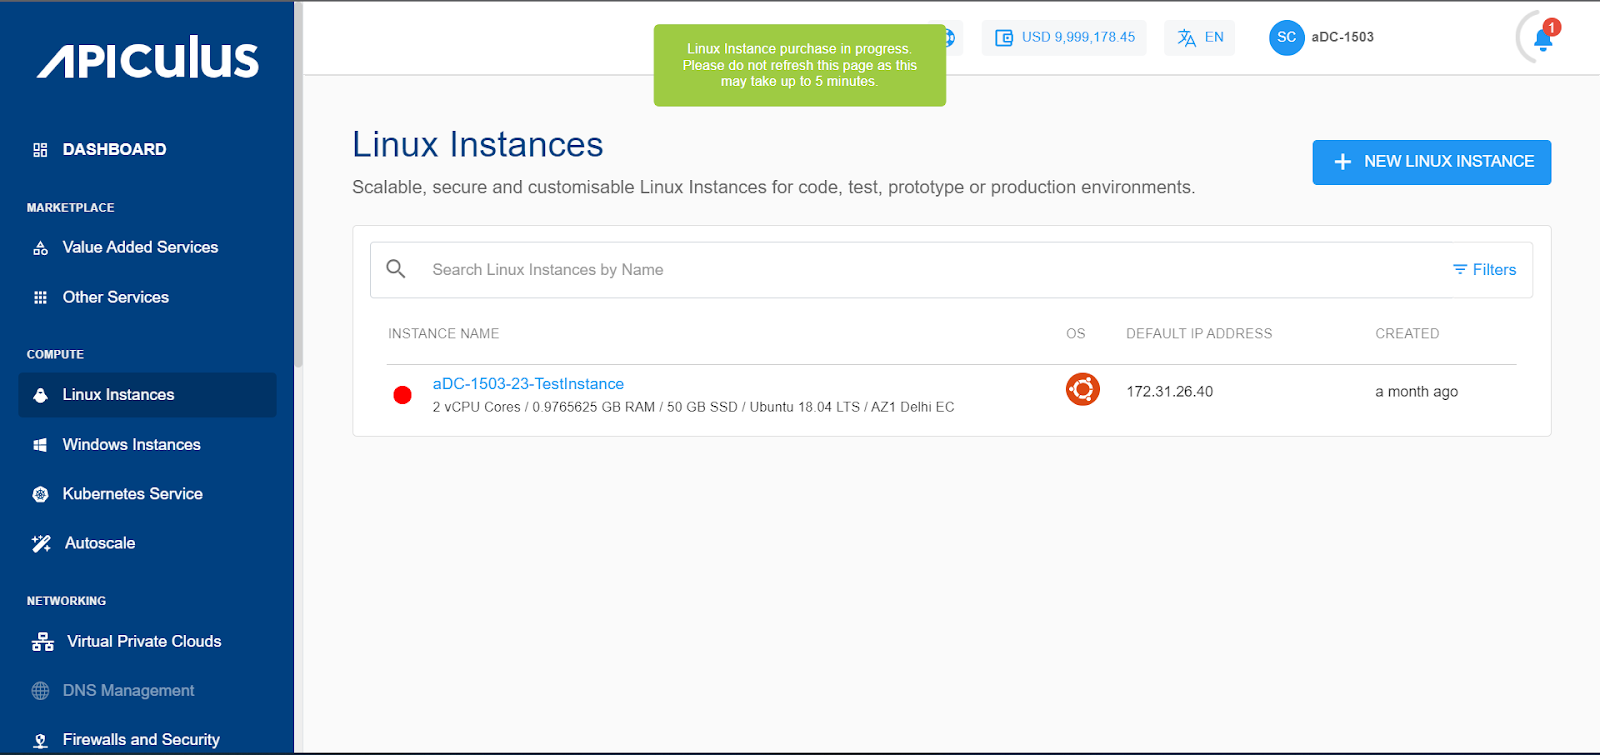 APICULUS
DASHBOARD
MARKETPLACE
Value Added Services
Other Services
COMPUTE
Linux Instances
Windows Instances
Kubernetes Service
Autoscale
NETWORKING
Virtual Private Clouds
DNS Management
Firewalls and Security
Linux Instance purchase in progress.
Please do not refresh this page as this
may take up to 5 minutes.
USD 9,999,178.45
EN
SC
aDC-1503
1
Linux Instances
Scalable, secure and customisable Linux Instances for code, test, prototype or production environments.
NEW LINUX INSTANCE
Search Linux Instances by Name
Filters
INSTANCE NAME OS DEFAULT IP ADDRESS CREATED
aDC-1503-23-TestInstance
2 vCPU Cores / 0.9765625 GB RAM / 50 GB SSD / Ubuntu 18.04 LTS / AZ1 Delhi EC
172.31.26.40
a month ago